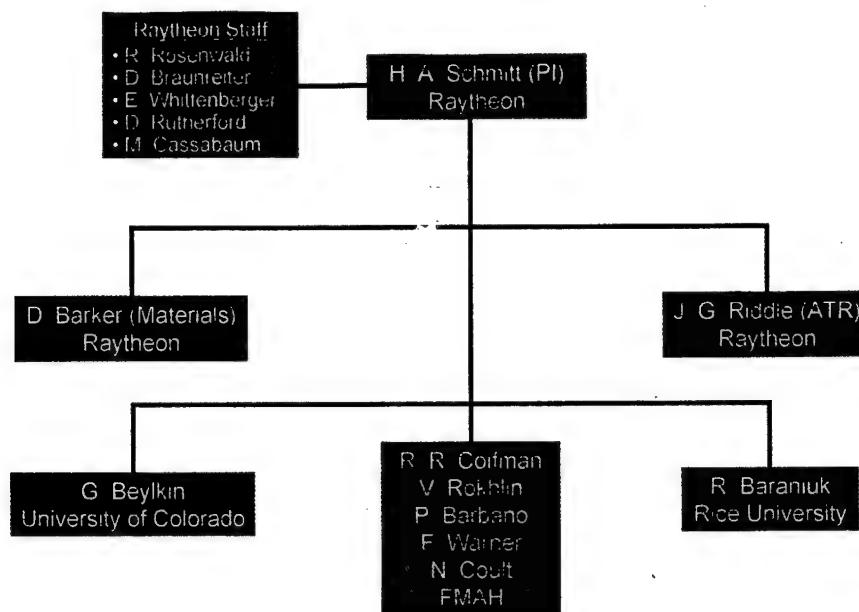 Raytheon Staff
• R Rosenwald
• D Braunreiter
• E Whittenberger
• D Rutherford
• M Cassabaum
H A Schmitt (PI)
Raytheon
D Barker (Materials)
Raytheon
J G Riddle (ATR)
Raytheon
G Beylkin
University of Colorado
R R Coifman
V Rokhlin
P Barbano
F Warner
N Coult
FMAH
R Baraniuk
Rice University